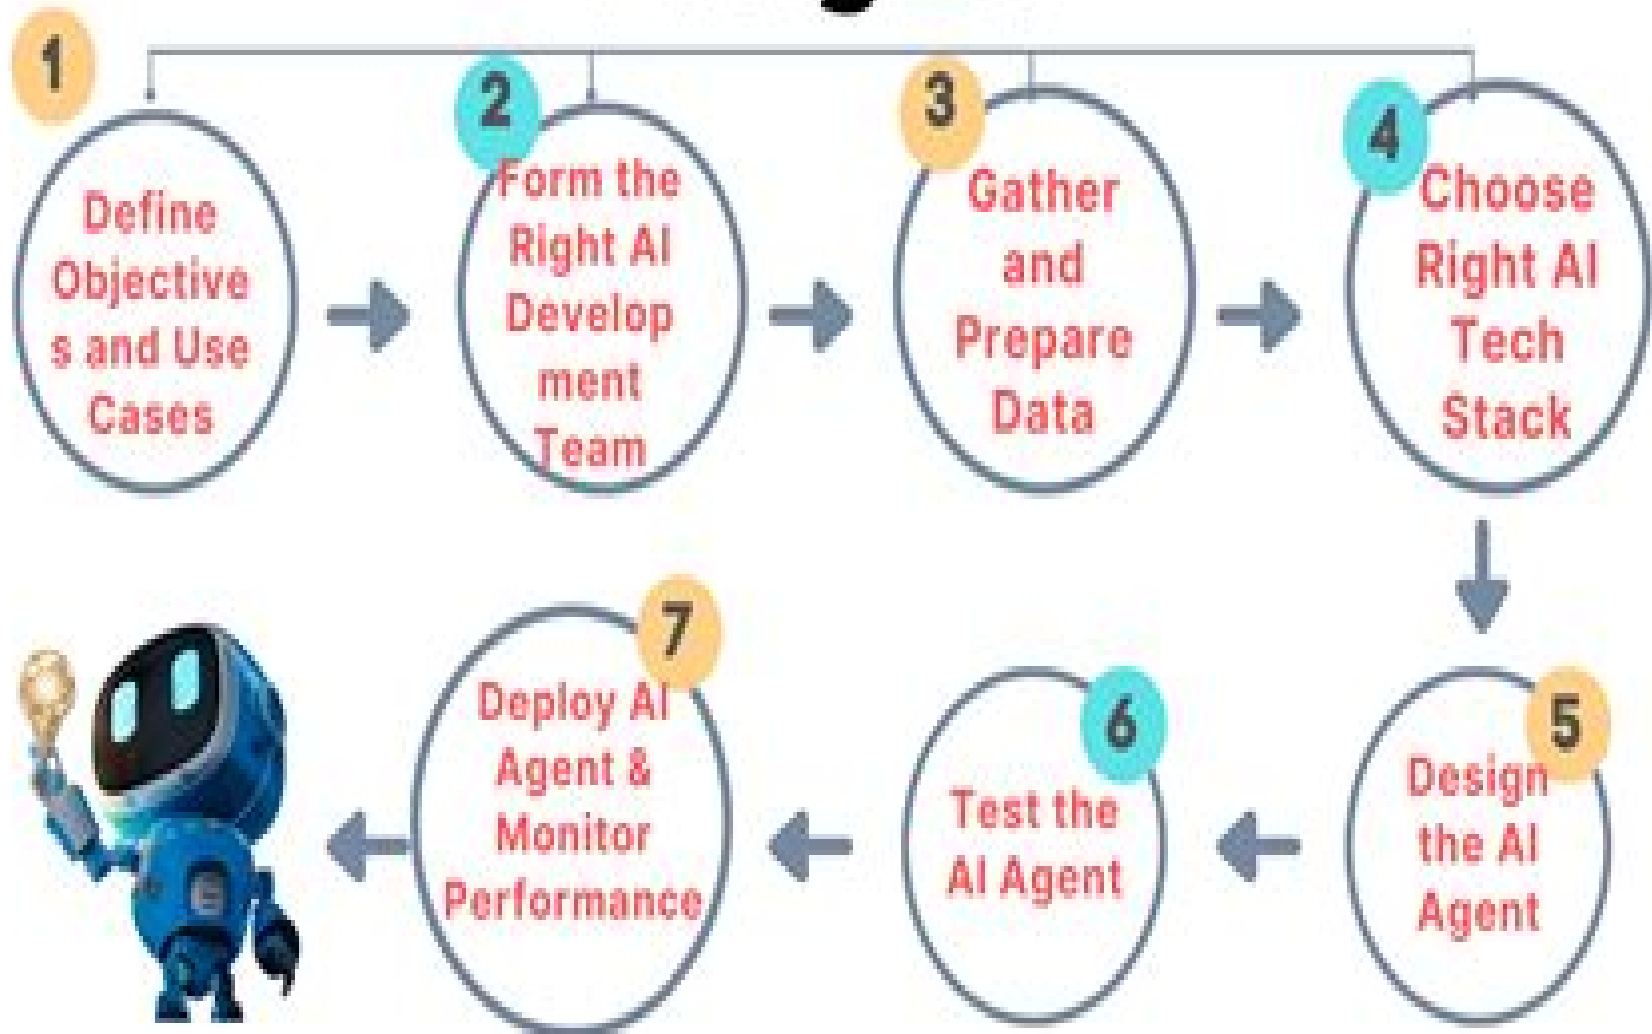 1
Define
Objective
s and Use
Cases
2
Form the
Right AI
Develop
ment
Team
3
Gather
and
Prepare
Data
4
Choose
Right AI
Tech
Stack
5
Design
the AI
Agent
6
Test the
AI Agent
7
Deploy AI
Agent &
Monitor
Performance